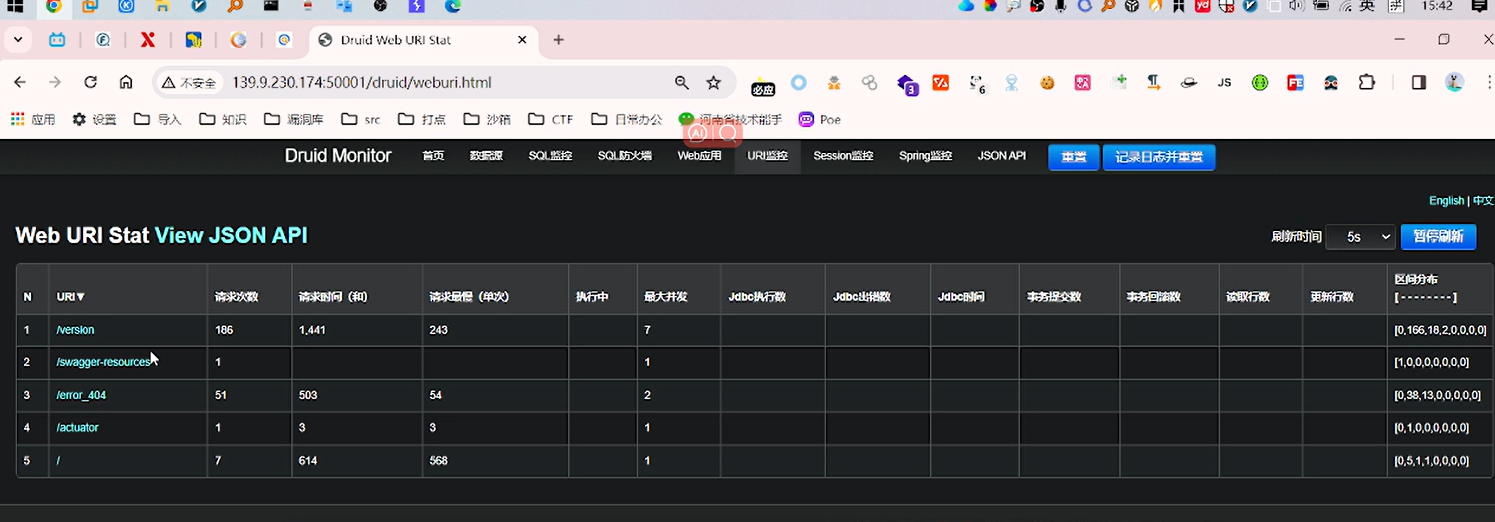 英 拼 15:42
Druid Web URI Stat
不安全 139.9.230.174:50001/druid/weburi.html
必应 3 6 JS FE
应用 设置 导入 知识 漏洞库 src 打点 沙箱 CTF 日常办公 河南省技术能手 Poe
AI
Druid Monitor 首页 数据源 SQL监控 SQL防火墙 Web应用 URI监控 Session监控 Spring监控 JSON API 重置 记录日志并重置
English | 中文
Web URI Stat View JSON API 刷新时间 5s 暂停刷新
N URI▼ 请求次数 请求时间（和） 请求最慢（单次） 执行中 最大并发 Jdbc执行数 Jdbc出错数 Jdbc时间 事务提交数 事务回滚数 读取行数 更新行数 区间分布
[ - - - - - - - - ]
1 /version 186 1,441 243 7 [0,166,18,2,0,0,0,0]
2 /swagger-resources 1 1 [1,0,0,0,0,0,0,0]
3 /error_404 51 503 54 2 [0,38,13,0,0,0,0,0]
4 /actuator 1 3 3 1 [0,1,0,0,0,0,0,0]
5 / 7 614 568 1 [0,5,1,1,0,0,0,0]